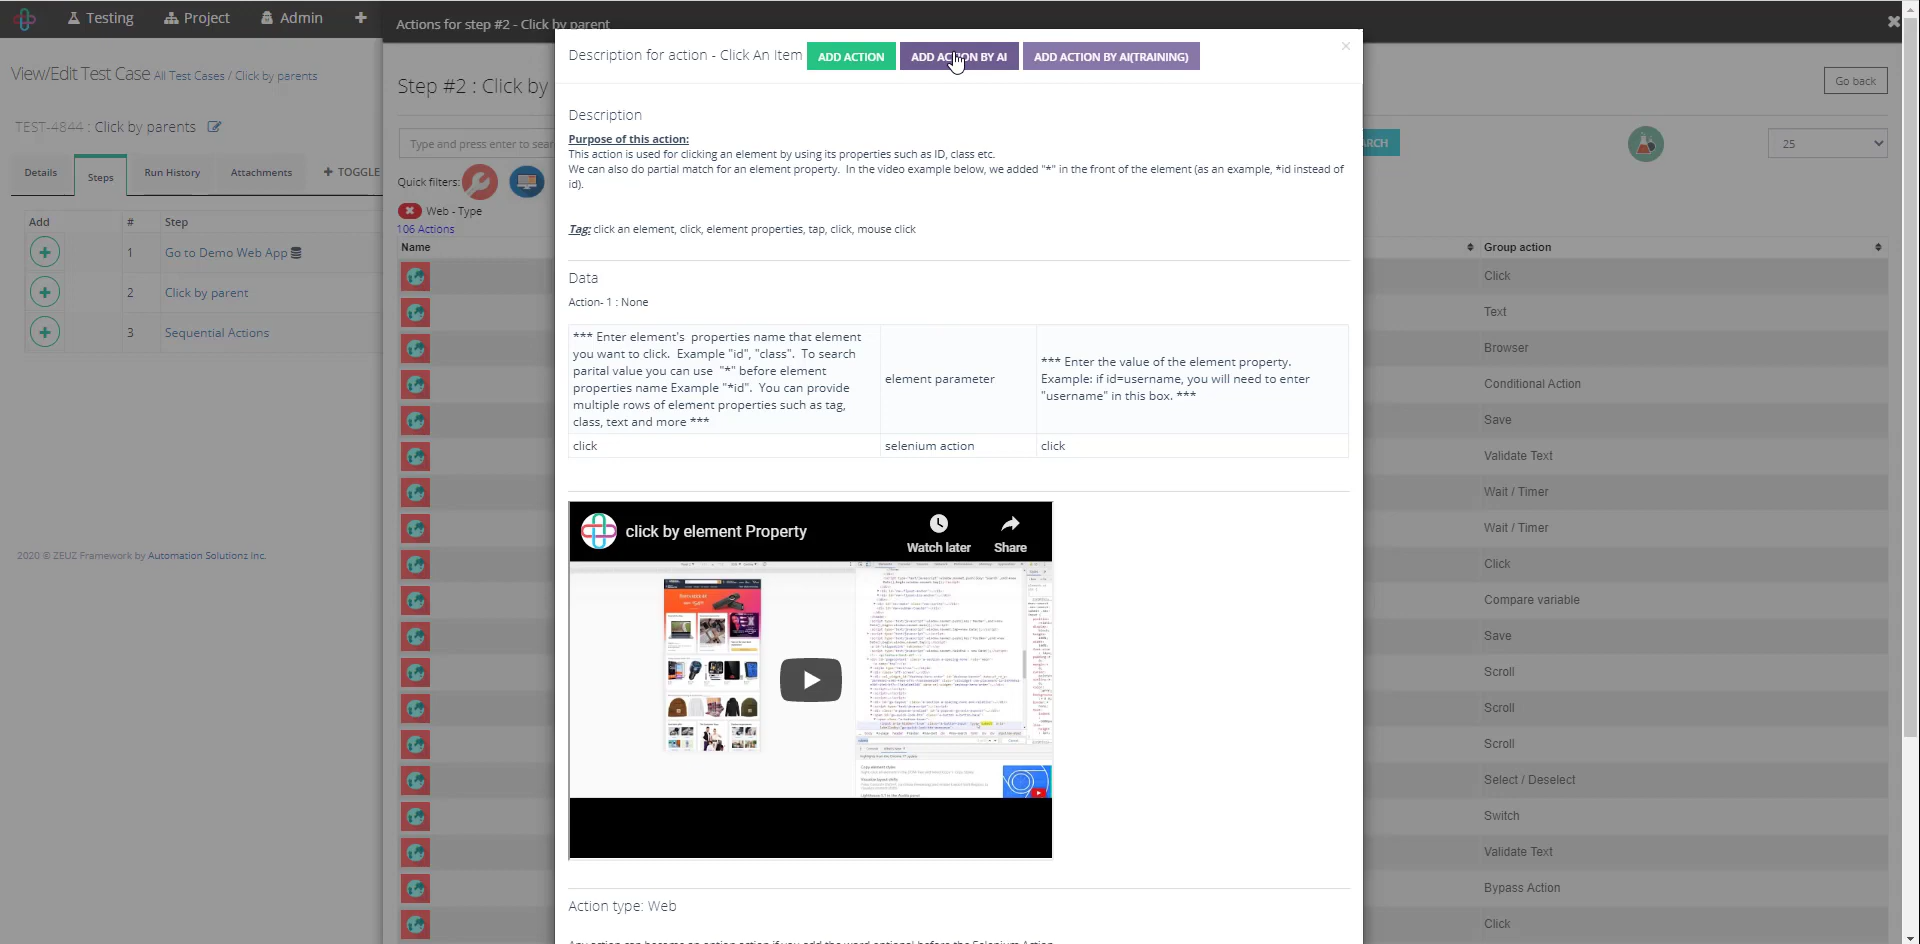 Testing
Project
Admin
Actions for step #2 - Click by parent
View/Edit Test Case All Test Cases / Click by parents
TEST-4844 : Click by parents
Details
Steps
Run History
Attachments
TOGGLE
Add
#
Step
1
Go to Demo Web App
2
Click by parent
3
Sequential Actions
2020 © ZEUZ Framework by Automation Solutionz Inc.
Step #2 : Click by
Go back
Type and press enter to sear
RCH
25
Quick filters:
Web - Type
106 Actions
Name
Group action
Click
Text
Browser
Conditional Action
Save
Validate Text
Wait / Timer
Wait / Timer
Click
Compare variable
Save
Scroll
Scroll
Scroll
Select / Deselect
Switch
Validate Text
Bypass Action
Click
Description for action - Click An Item
ADD ACTION
ADD ACTION BY AI
ADD ACTION BY AI(TRAINING)
Description
Purpose of this action:
This action is used for clicking an element by using its properties such as ID, class etc.
We can also do partial match for an element property. In the video example below, we added "*" in the front of the element (as an example, *id instead of
id).
Tag: click an element, click, element properties, tap, click, mouse click
Data
Action- 1 : None
*** Enter element's properties name that element
you want to click. Example "id", "class". To search
parital value you can use "*" before element
properties name Example "*id". You can provide
multiple rows of element properties such as tag,
class, text and more ***
element parameter
*** Enter the value of the element property.
Example: if id=username, you will need to enter
"username" in this box. ***
click
selenium action
click
click by element Property
Watch later
Share
Action type: Web